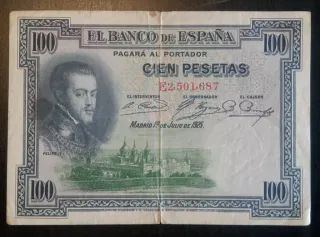 100 EL BANCO DE ESPAÑA 100
PAGARÁ AL PORTADOR
CIEN PESETAS
E2,501,687
EL INTERVENTOR EL GOBERNADOR EL CAJERO
MADRID 1º DE JULIO DE 1925.
FELIPE II
100 100